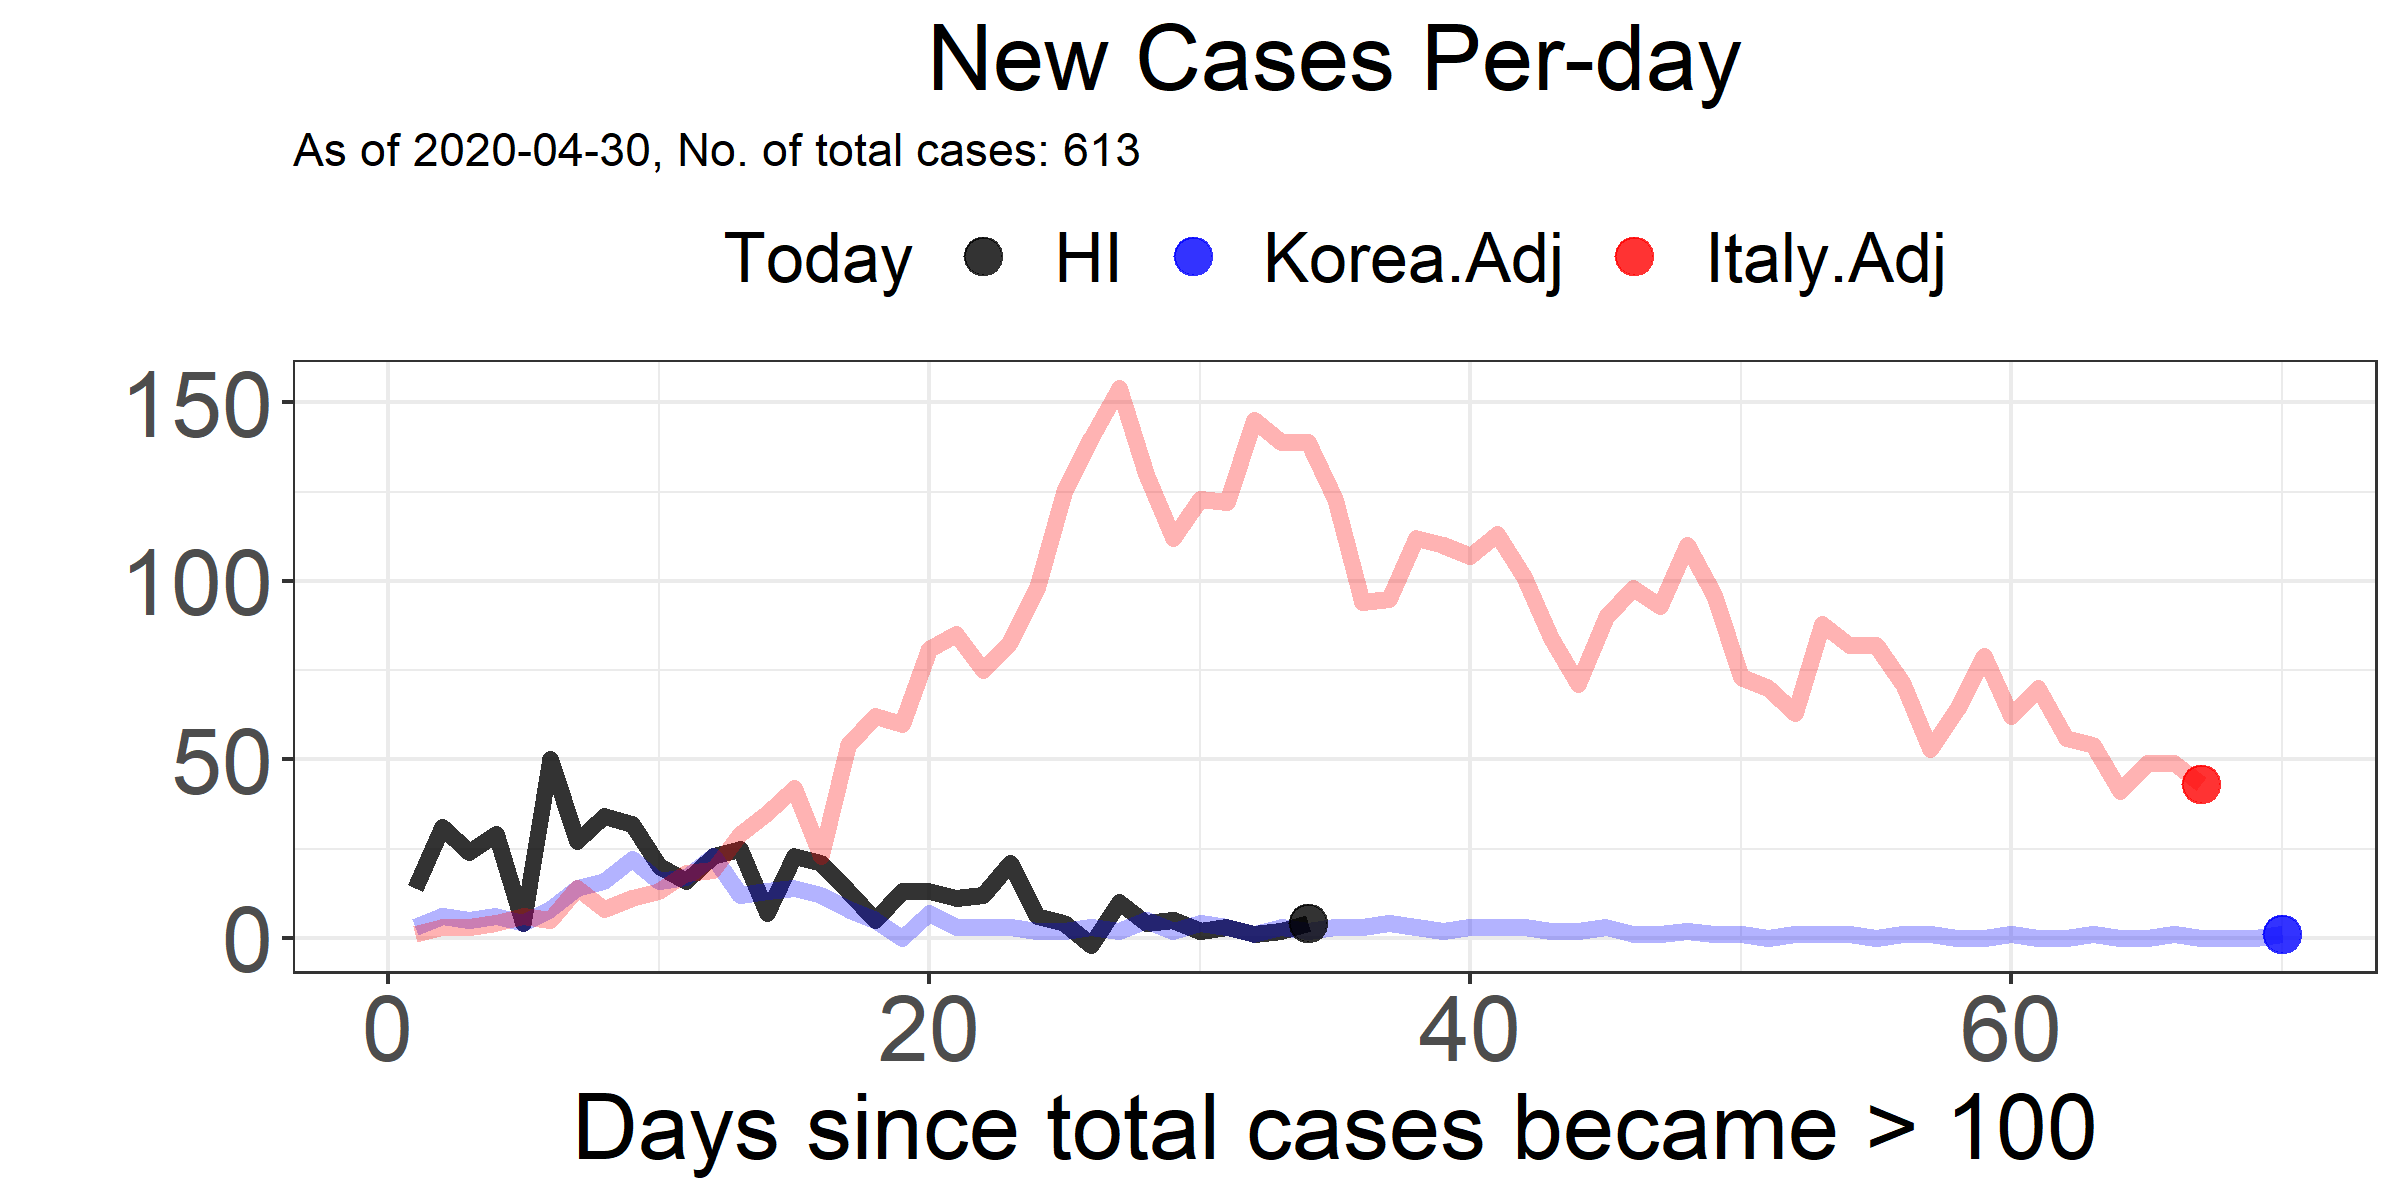 New Cases Per-day
As of 2020-04-30, No. of total cases: 613
Today HI Korea.Adj Italy.Adj
150
100
50
0
0 20 40 60
Days since total cases became > 100